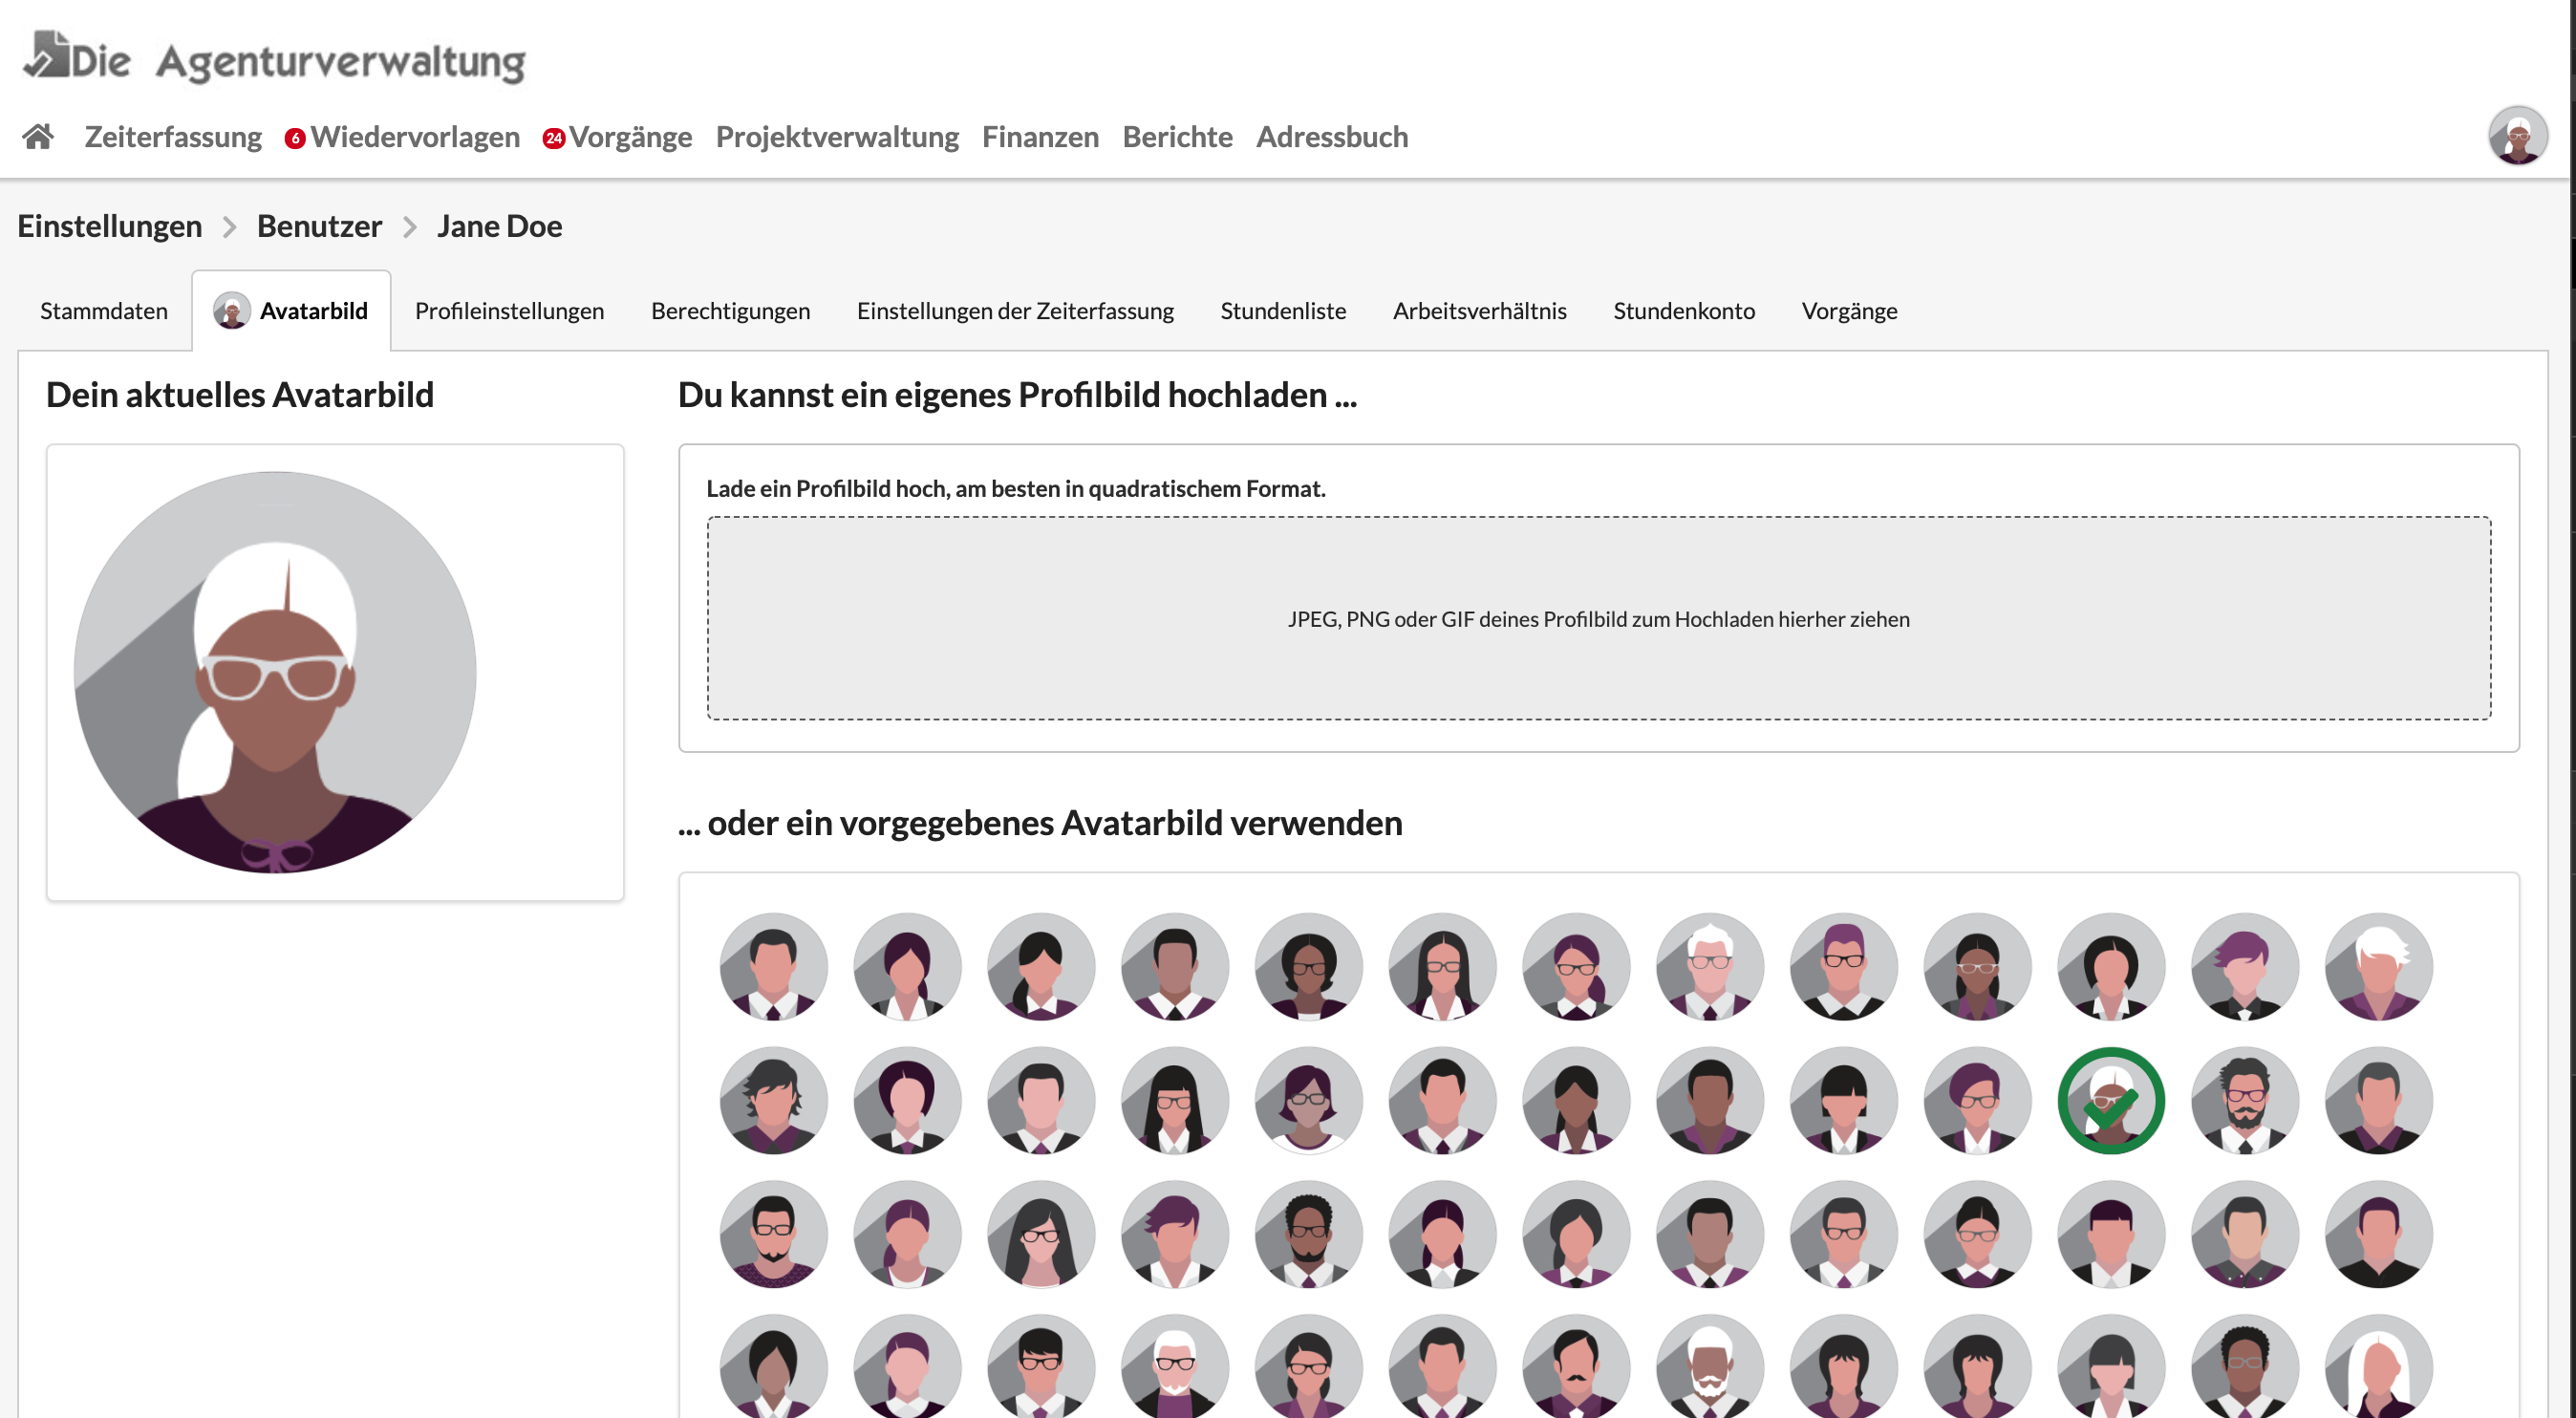 Die Agenturverwaltung
Zeiterfassung 6 Wiedervorlagen 24 Vorgänge Projektverwaltung Finanzen Berichte Adressbuch
Einstellungen > Benutzer > Jane Doe
Stammdaten Avatarbild Profileinstellungen Berechtigungen Einstellungen der Zeiterfassung Stundenliste Arbeitsverhältnis Stundenkonto Vorgänge
Dein aktuelles Avatarbild
Du kannst ein eigenes Profilbild hochladen ...
Lade ein Profilbild hoch, am besten in quadratischem Format.
JPEG, PNG oder GIF deines Profilbild zum Hochladen hierher ziehen
... oder ein vorgegebenes Avatarbild verwenden